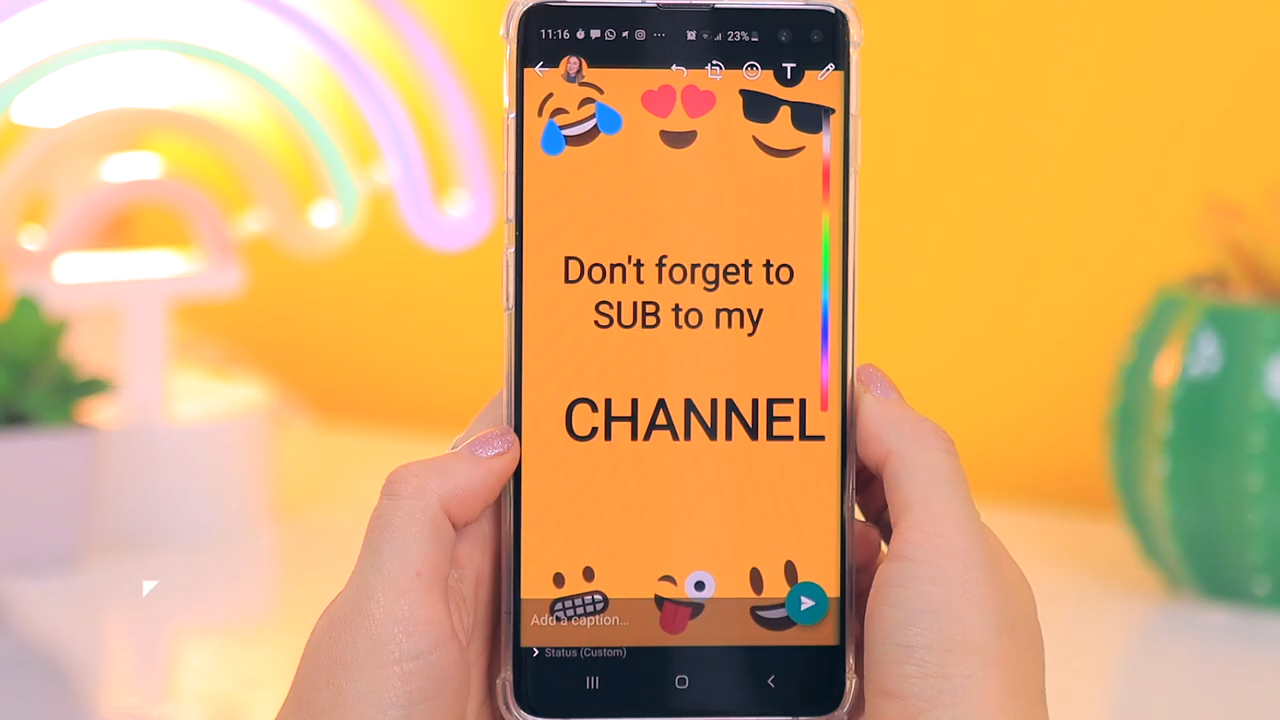 11:16 23%
Don't forget to
SUB to my
CHANNEL
Add a caption...
Status (Custom)